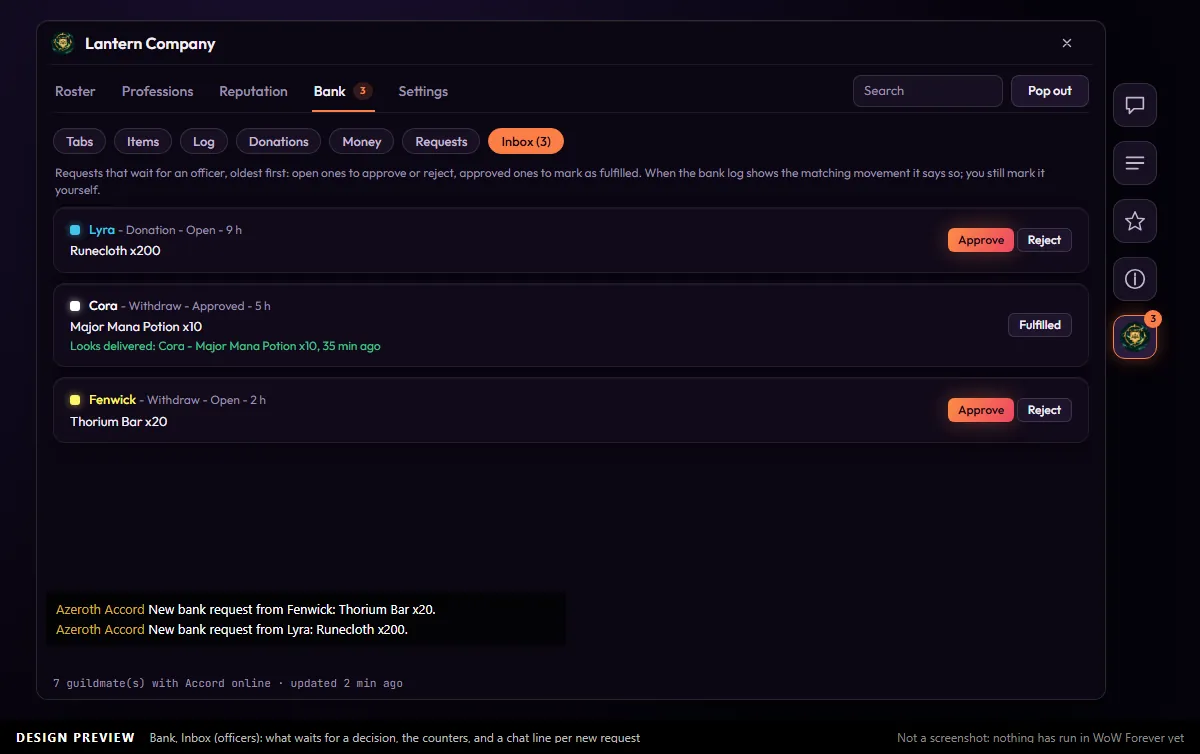 Lantern Company
Roster Professions Reputation Bank 3 Settings Search Pop out
Tabs Items Log Donations Money Requests Inbox (3)
Requests that wait for an officer, oldest first: open ones to approve or reject, approved ones to mark as fulfilled. When the bank log shows the matching movement it says so; you still mark it
yourself.
Lyra - Donation - Open - 9 h
Runecloth x200
Approve Reject
Cora - Withdraw - Approved - 5 h
Major Mana Potion x10
Looks delivered: Cora - Major Mana Potion x10, 35 min ago
Fulfilled
3
Fenwick - Withdraw - Open - 2 h
Thorium Bar x20
Approve Reject
Azeroth Accord New bank request from Fenwick: Thorium Bar x20.
Azeroth Accord New bank request from Lyra: Runecloth x200.
7 guildmate(s) with Accord online · updated 2 min ago
DESIGN PREVIEW Bank, Inbox (officers): what waits for a decision, the counters, and a chat line per new request
Not a screenshot: nothing has run in WoW Forever yet